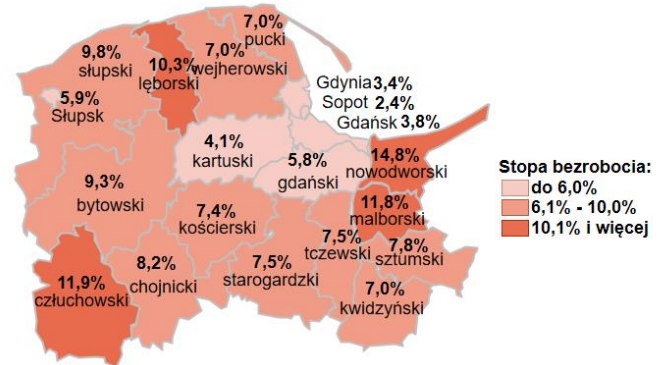 7,0%
pucki
9,8%
słupski
10,3%
lęborski
7,0%
wejherowski
5,9%
Słupsk
Gdynia 3,4%
Sopot 2,4%
Gdańsk 3,8%
4,1%
kartuski
5,8%
gdański
14,8%
nowodworski
Stopa bezrobocia:
do 6,0%
6,1% - 10,0%
10,1% i więcej
9,3%
bytowski
7,4%
kościerski
11,8%
malborski
7,5%
tczewski
7,8%
sztumski
11,9%
człuchowski
8,2%
chojnicki
7,5%
starogardzki
7,0%
kwidzyński